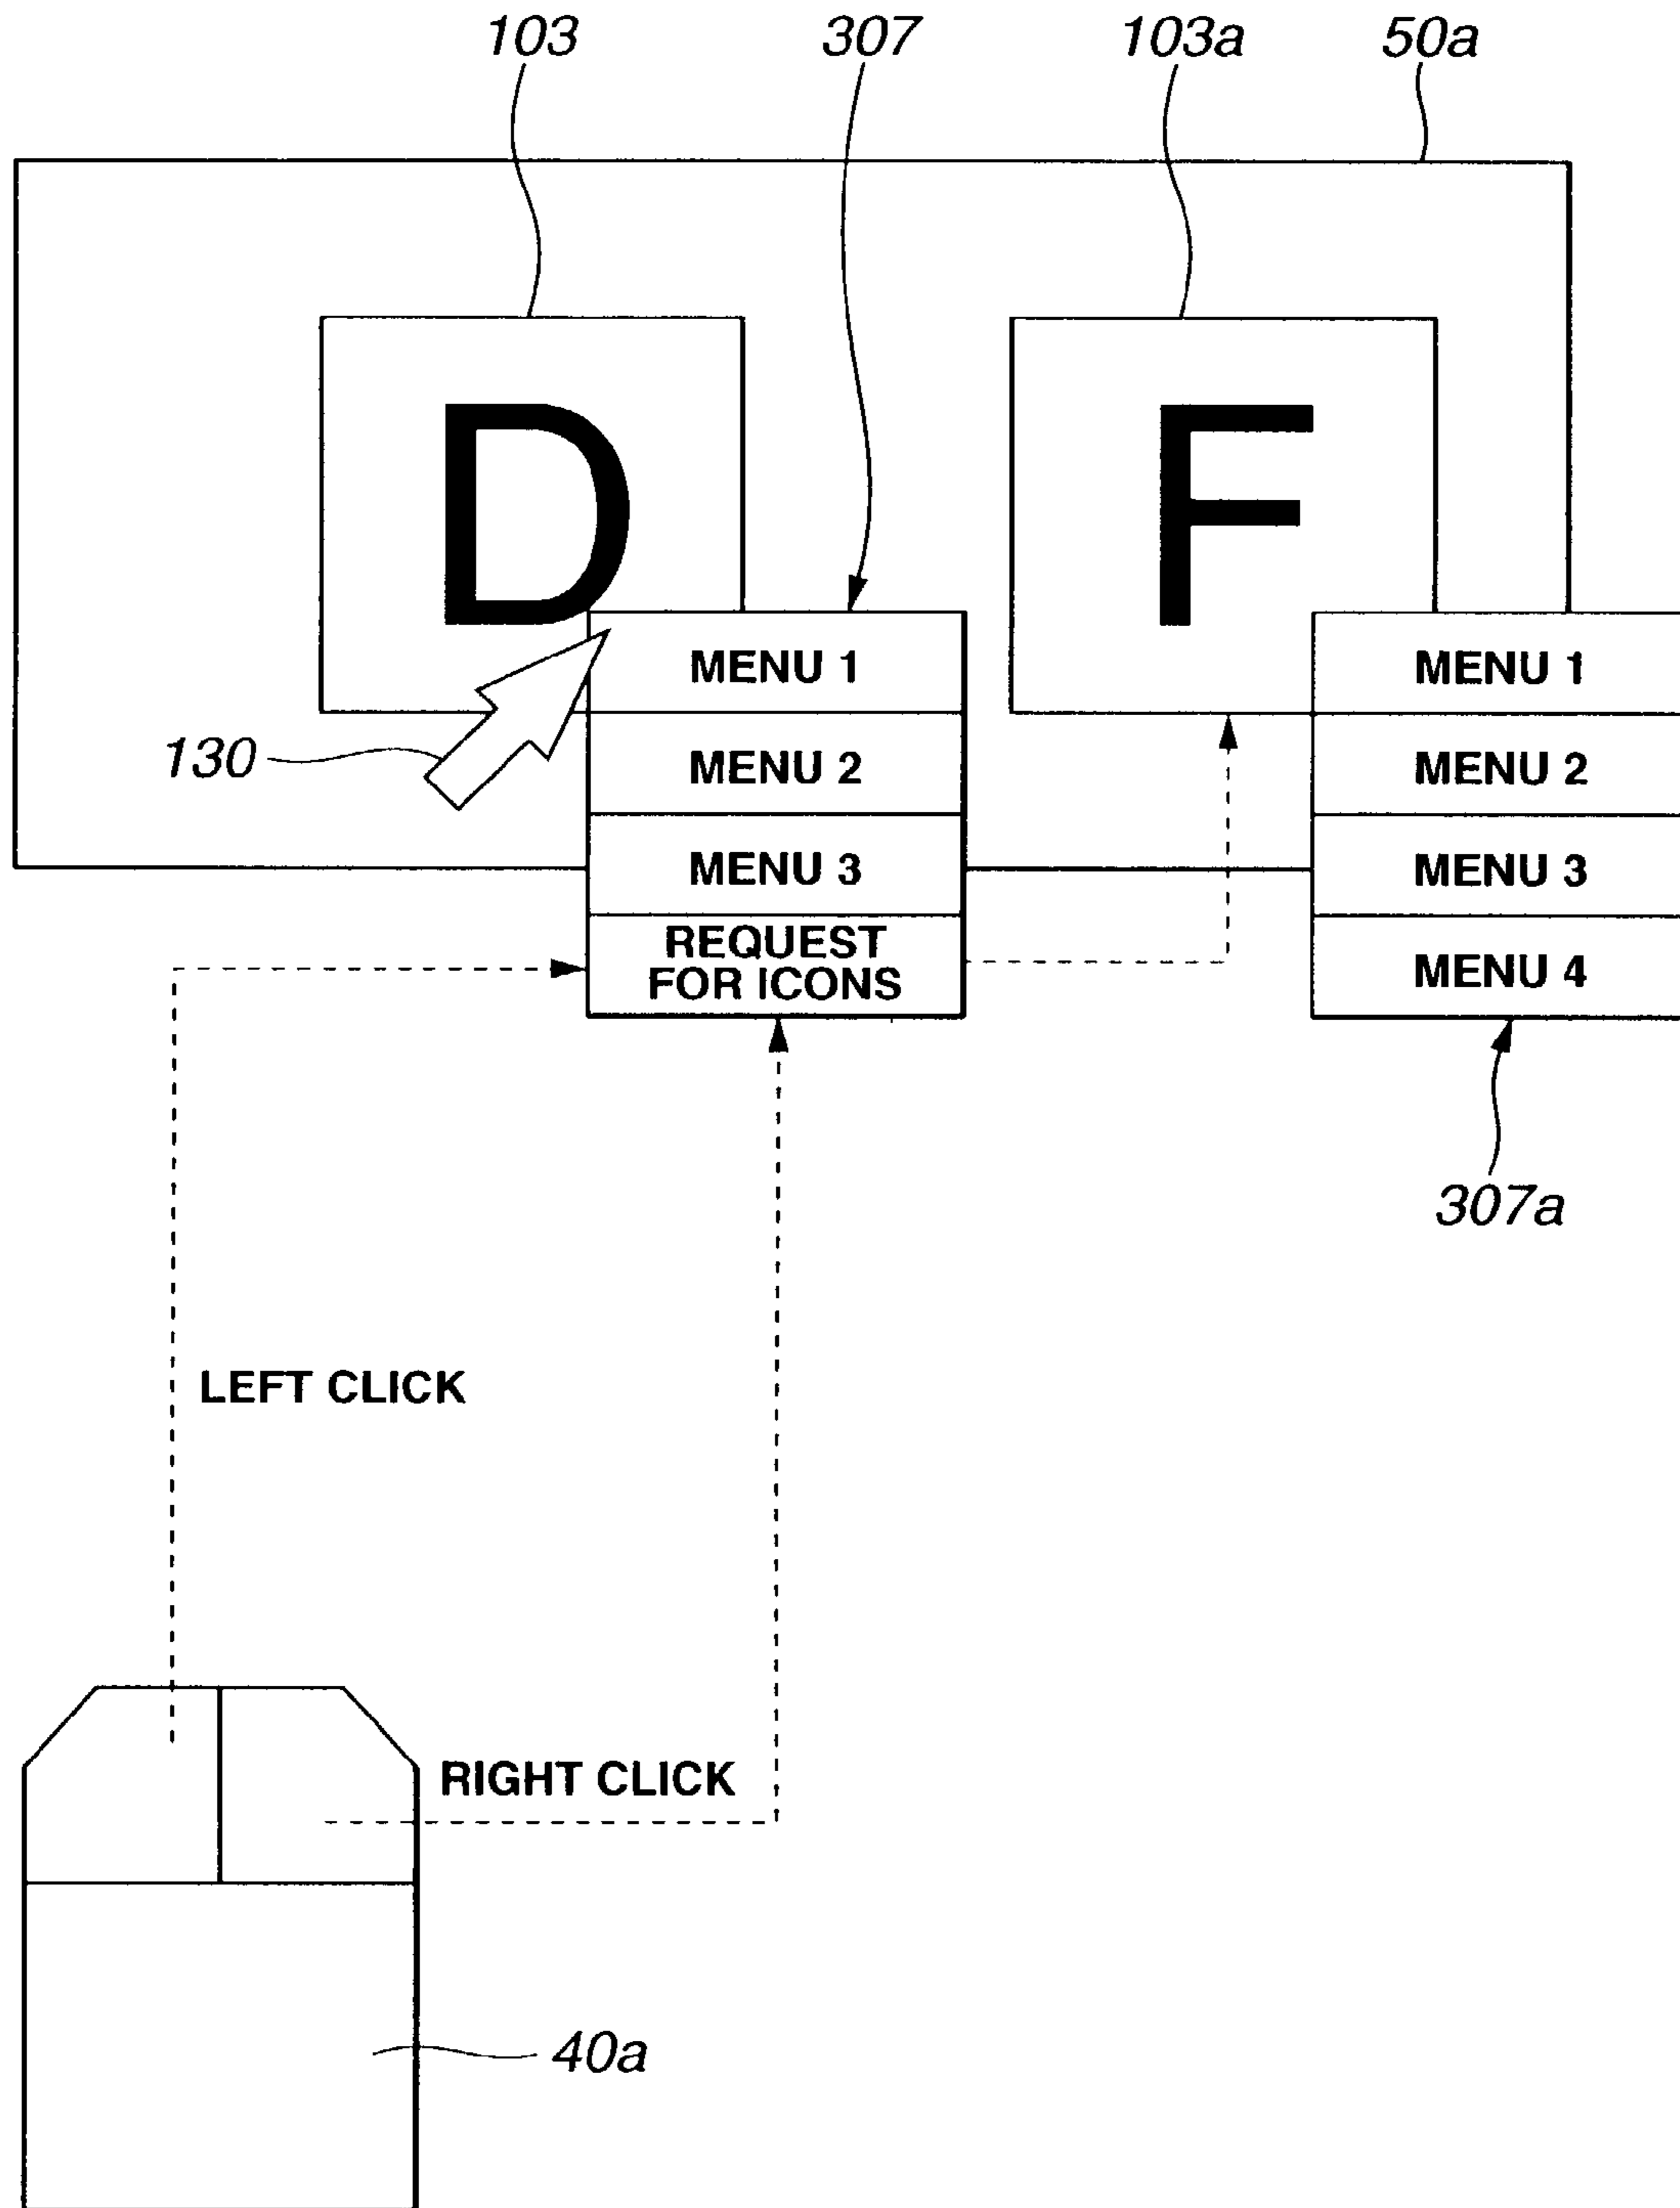 103 307 103a 50a
D F
MENU 1 MENU 1
130 MENU 2 MENU 2
MENU 3 MENU 3
REQUEST
FOR ICONS MENU 4
307a
LEFT CLICK
RIGHT CLICK
40a